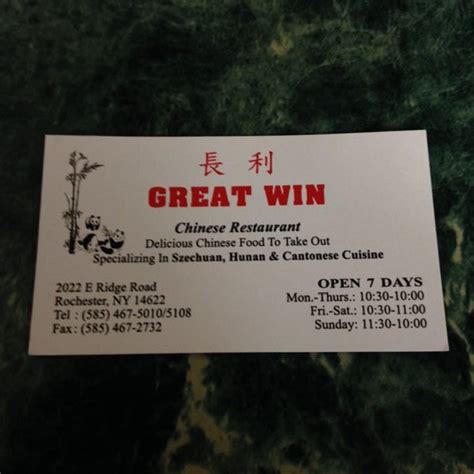 長利
GREAT WIN
Chinese Restaurant
Delicious Chinese Food To Take Out
Specializing In Szechuan, Hunan & Cantonese Cuisine
2022 E Ridge Road
Rochester, NY 14622
Tel : (585) 467-5010/5108
Fax : (585) 467-2732
OPEN 7 DAYS
Mon.-Thurs.: 10:30-10:00
Fri.-Sat.: 10:30-11:00
Sunday: 11:30-10:00